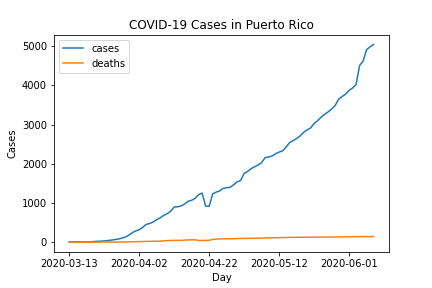 COVID-19 Cases in Puerto Rico
cases
deaths
5000
4000
3000
2000
1000
0
Cases
2020-03-13 2020-04-02 2020-04-22 2020-05-12 2020-06-01
Day